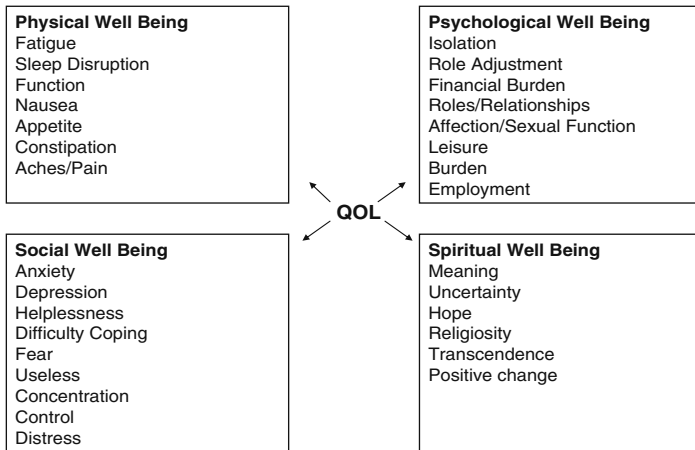 Physical Well Being
Fatigue
Sleep Disruption
Function
Nausea
Appetite
Constipation
Aches/Pain
Psychological Well Being
Isolation
Role Adjustment
Financial Burden
Roles/Relationships
Affection/Sexual Function
Leisure
Burden
Employment
QOL
Social Well Being
Anxiety
Depression
Helplessness
Difficulty Coping
Fear
Useless
Concentration
Control
Distress
Spiritual Well Being
Meaning
Uncertainty
Hope
Religiosity
Transcendence
Positive change